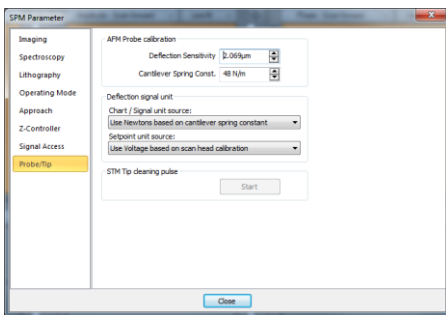 SPM Parameter
Imaging
Spectroscopy
Lithography
Operating Mode
Approach
Z-Controller
Signal Access
Probe/Tip
AFM Probe calibration
Deflection Sensitivity 2.069µm
Cantilever Spring Const. 48 N/m
Deflection signal unit
Chart / Signal unit source:
Use Newtons based on cantilever spring constant
Setpoint unit source:
Use Voltage based on scan head calibration
STM Tip cleaning pulse
Start
Close